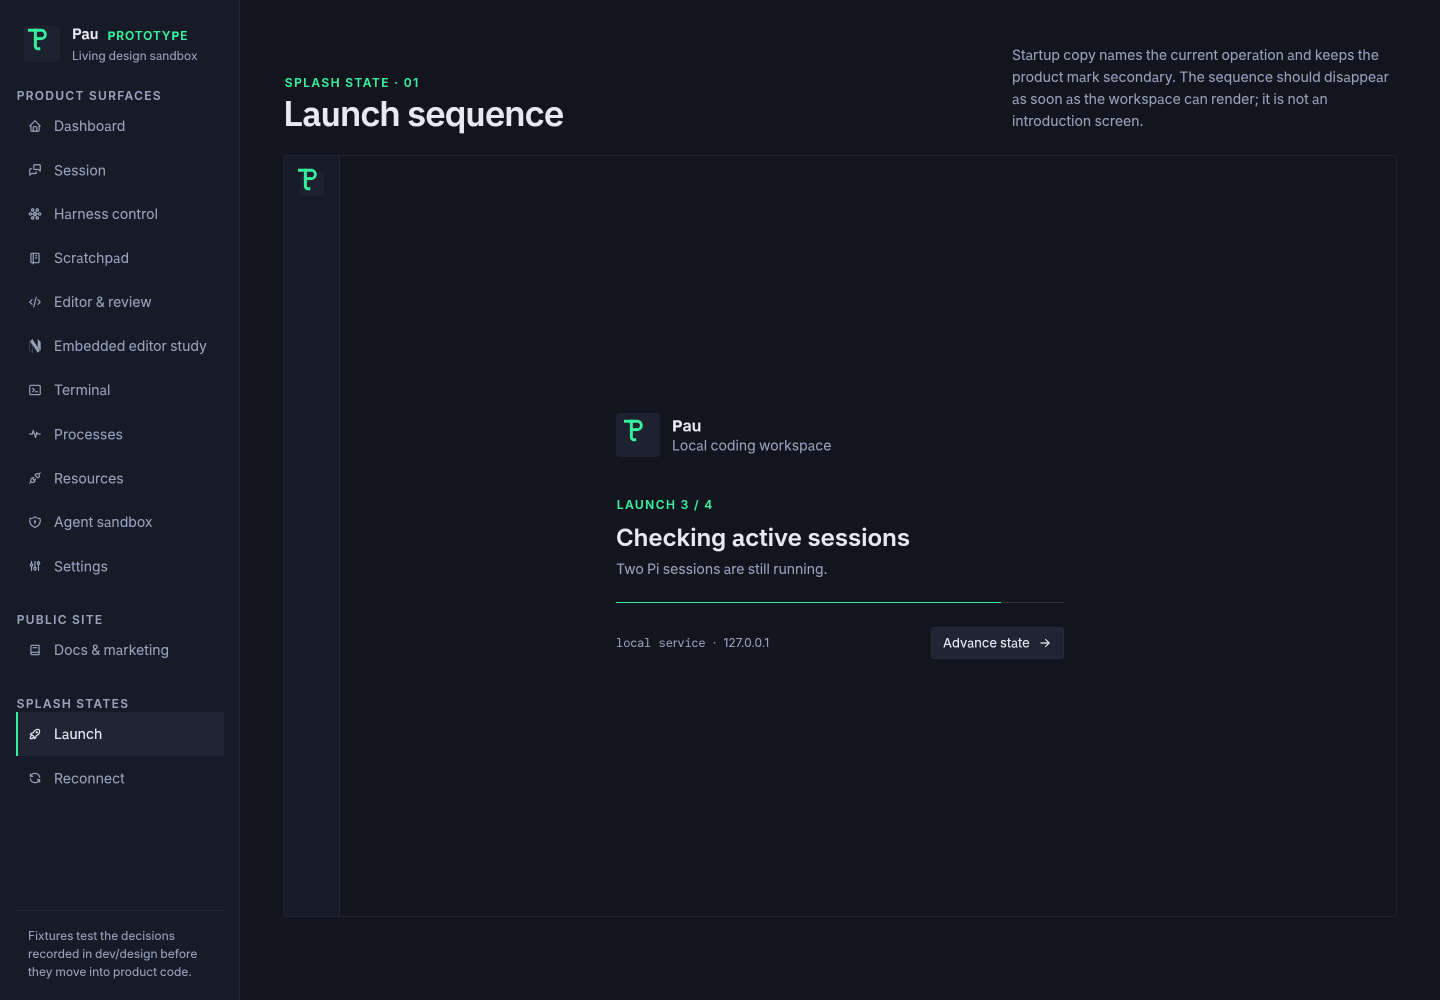 Pau PROTOTYPE
Living design sandbox
PRODUCT SURFACES
Dashboard
Session
Harness control
Scratchpad
Editor & review
Embedded editor study
Terminal
Processes
Resources
Agent sandbox
Settings
PUBLIC SITE
Docs & marketing
SPLASH STATES
Launch
Reconnect
Fixtures test the decisions
recorded in dev/design before
they move into product code.
SPLASH STATE · 01
Launch sequence
Startup copy names the current operation and keeps the
product mark secondary. The sequence should disappear
as soon as the workspace can render; it is not an
introduction screen.
Pau
Local coding workspace
LAUNCH 3 / 4
Checking active sessions
Two Pi sessions are still running.
local service · 127.0.0.1
Advance state →